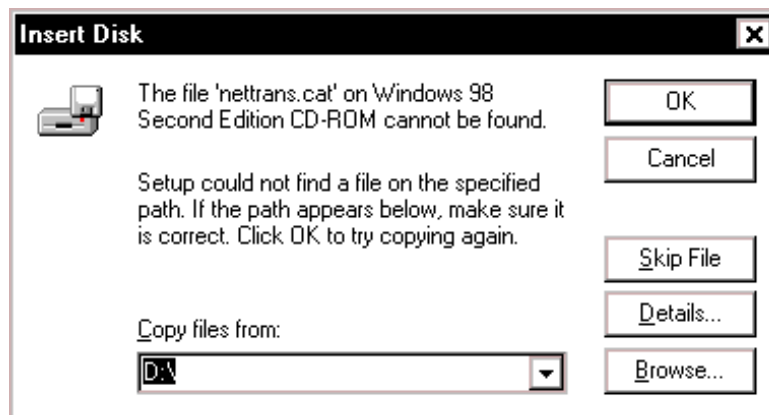 Insert Disk
The file 'nettrans.cat' on Windows 98
Second Edition CD-ROM cannot be found.
Setup could not find a file on the specified
path. If the path appears below, make sure it
is correct. Click OK to try copying again.
Copy files from:
D:\
OK
Cancel
Skip File
Details...
Browse...